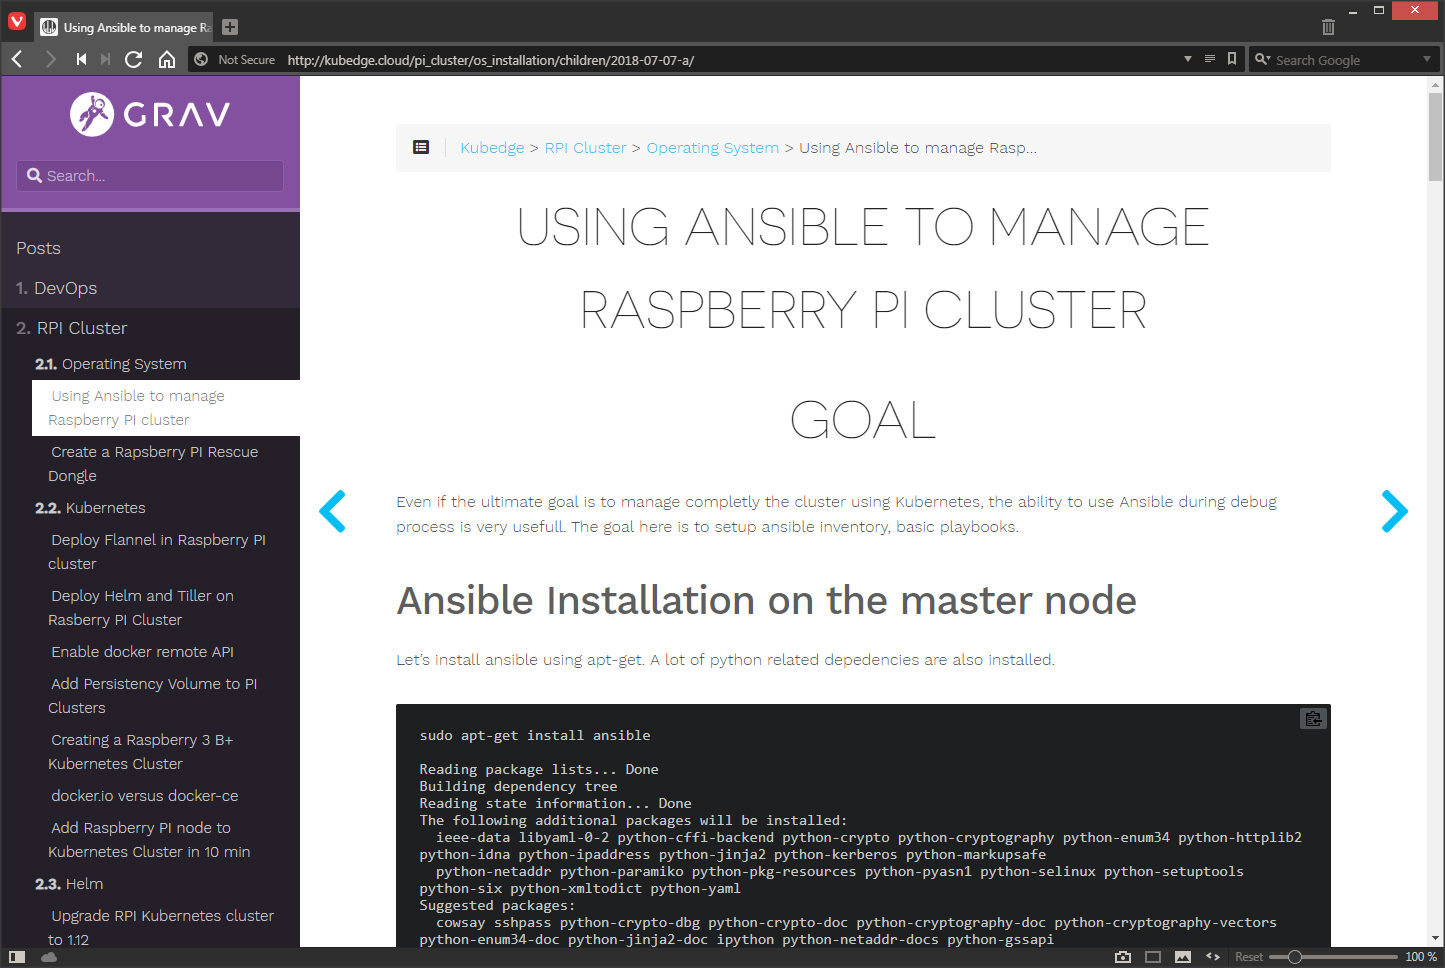 Using Ansible to manage Ra
Not Secure http://kubedge.cloud/pi_cluster/os_installation/children/2018-07-07-a/
Search Google
GRAV
Search...
Posts
1. DevOps
2. RPI Cluster
2.1. Operating System
Using Ansible to manage
Raspberry PI cluster
Create a Rapsberry PI Rescue
Dongle
2.2. Kubernetes
Deploy Flannel in Raspberry PI
cluster
Deploy Helm and Tiller on
Rasberry PI Cluster
Enable docker remote API
Add Persistency Volume to PI
Clusters
Creating a Raspberry 3 B+
Kubernetes Cluster
docker.io versus docker-ce
Add Raspberry PI node to
Kubernetes Cluster in 10 min
2.3. Helm
Upgrade RPI Kubernetes cluster
to 1.12
Kubedge > RPI Cluster > Operating System > Using Ansible to manage Rasp...
USING ANSIBLE TO MANAGE
RASPBERRY PI CLUSTER
GOAL
Even if the ultimate goal is to manage completly the cluster using Kubernetes, the ability to use Ansible during debug
process is very usefull. The goal here is to setup ansible inventory, basic playbooks.
Ansible Installation on the master node
Let's install ansible using apt-get. A lot of python related depedencies are also installed.
sudo apt-get install ansible
Reading package lists... Done
Building dependency tree
Reading state information... Done
The following additional packages will be installed:
ieee-data libyaml-0-2 python-cffi-backend python-crypto python-cryptography python-enum34 python-httplib2
python-idna python-ipaddress python-jinja2 python-kerberos python-markupsafe
python-netaddr python-paramiko python-pkg-resources python-pyasn1 python-selinux python-setuptools
python-six python-xmltodict python-yaml
Suggested packages:
cowsay sshpass python-crypto-dbg python-crypto-doc python-cryptography-doc python-cryptography-vectors
python-enum34-doc python-jinja2-doc ipython python-netaddr-docs python-gssapi
Reset 100 %